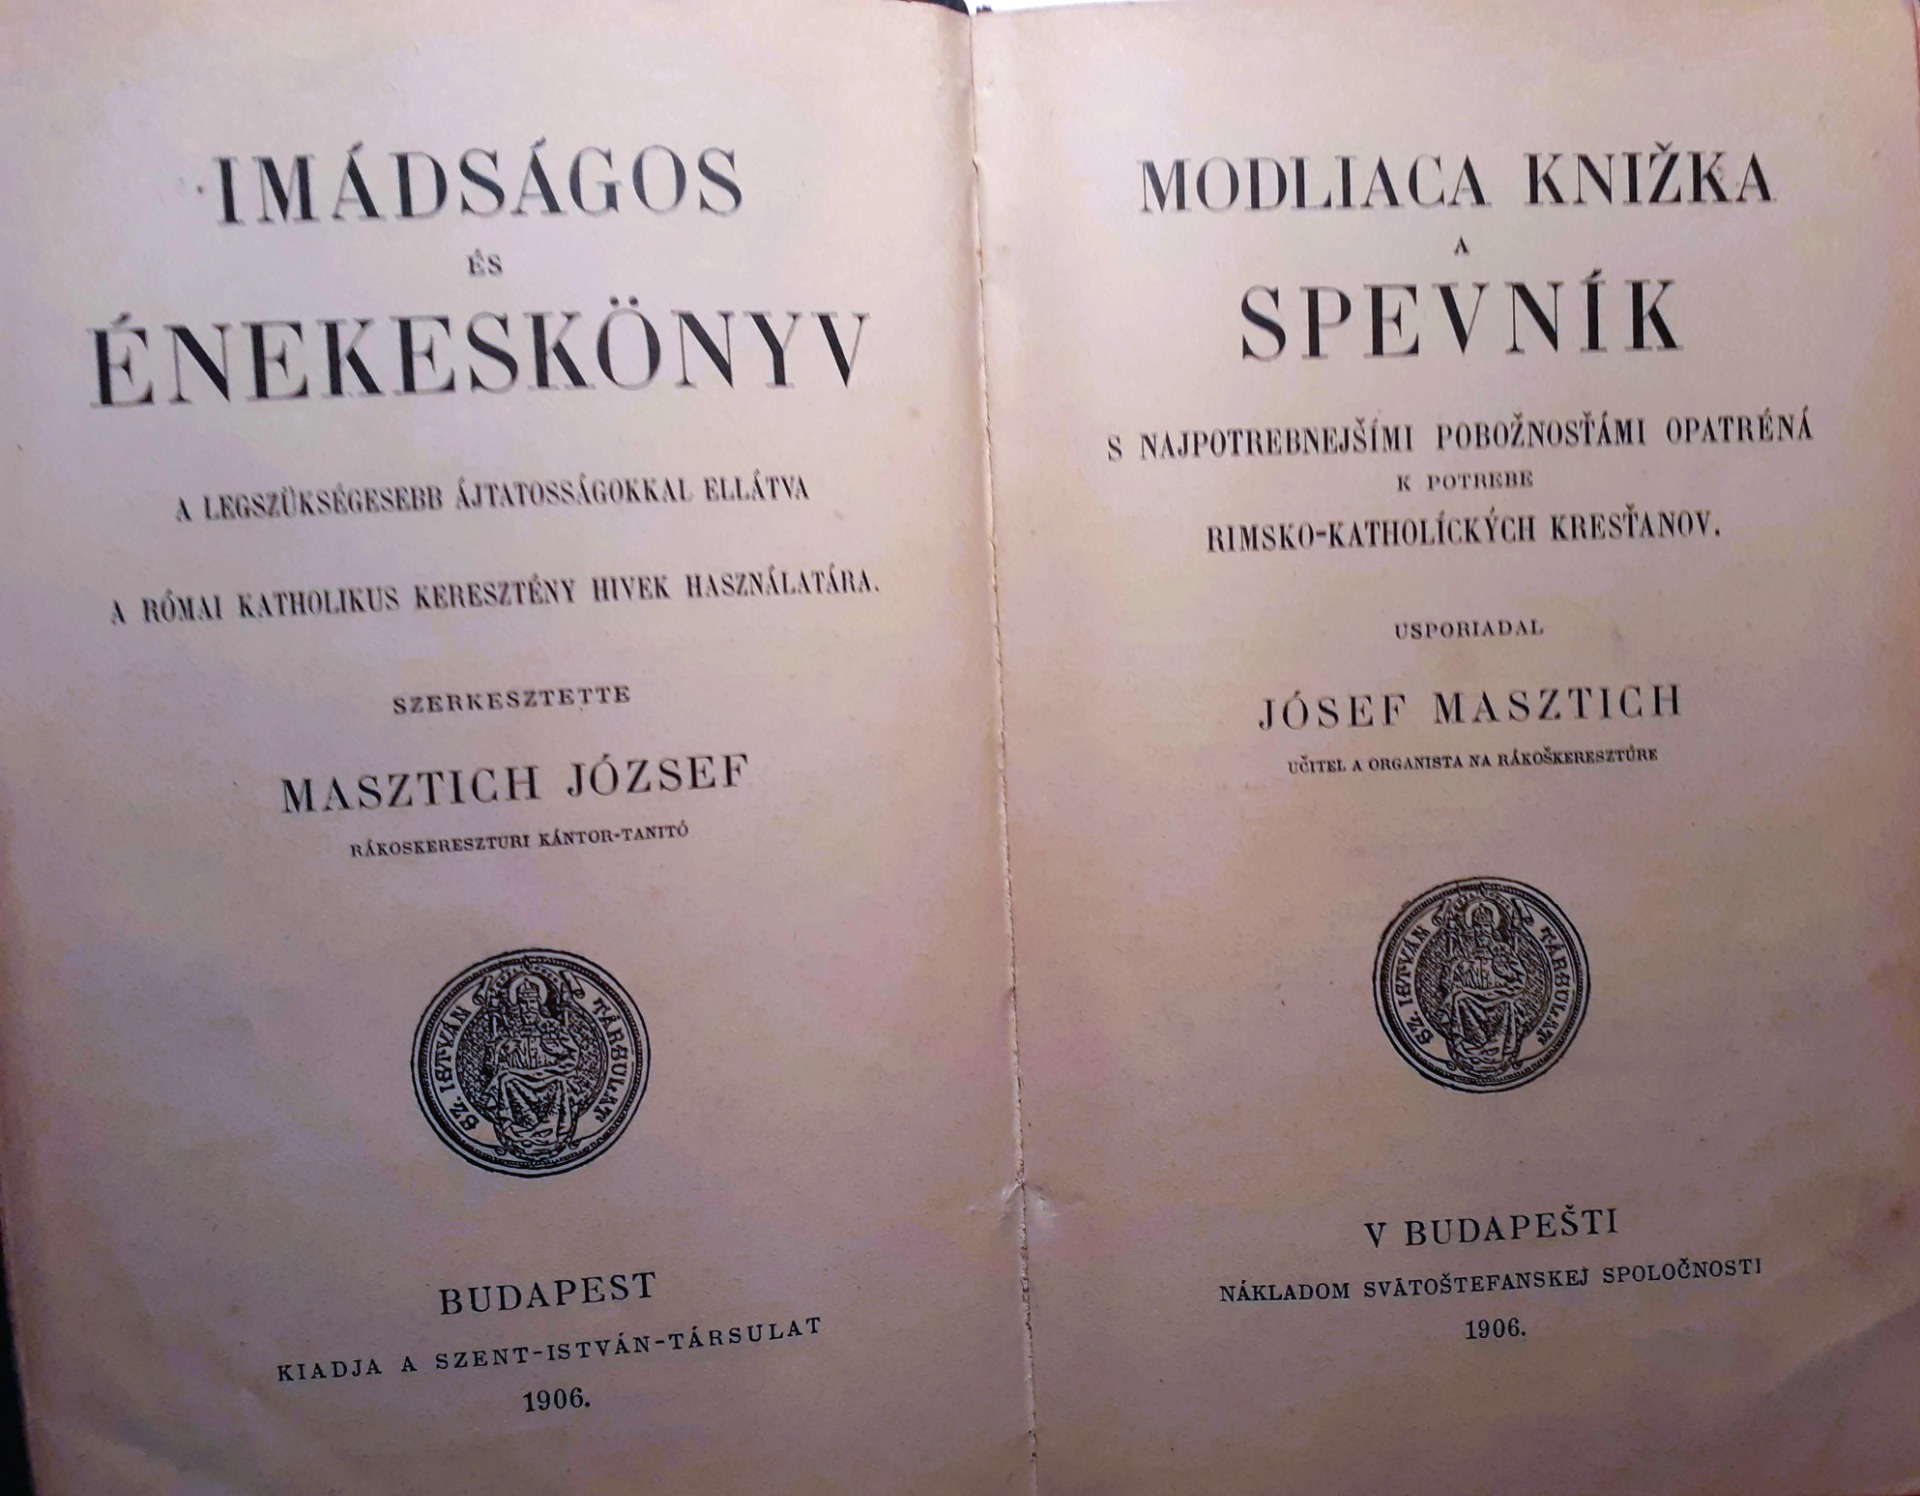 IMÁDSÁGOS
ÉS
ÉNEKESKÖNYV
A LEGSZÜKSÉGESEBB ÁJTATOSSÁGOKKAL ELLÁTVA
A RÓMAI KATHOLIKUS KERESZTÉNY HIVEK HASZNÁLATÁRA.
SZERKESZTETTE
MASZTICH JÓZSEF
RÁKOSKERESZTURI KÁNTOR-TANITÓ
SZ. ISTVÁN TÁRSULAT
BUDAPEST
KIADJA A SZENT-ISTVÁN-TÁRSULAT
1906.
MODLIACA KNIŽKA
A
SPEVNÍK
S NAJPOTREBNEJŠÍMI POBOŽNOSŤÁMI OPATRÉNÁ
K POTREBE
RIMSKO-KATHOLÍCKÝCH KRESŤANOV.
USPORIADAL
JÓSEF MASZTICH
UČITEL A ORGANISTA NA RÁKOŠKERESZTÚRE
SZ. ISTVÁN TÁRSULAT
V BUDAPEŠTI
NÁKLADOM SVÄTOŠTEFANSKEJ SPOLOČNOSTI
1906.